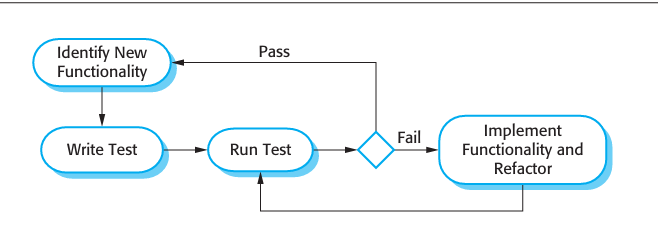 Identify New
Functionality
Pass
Write Test
Run Test
Fail
Implement
Functionality and
Refactor